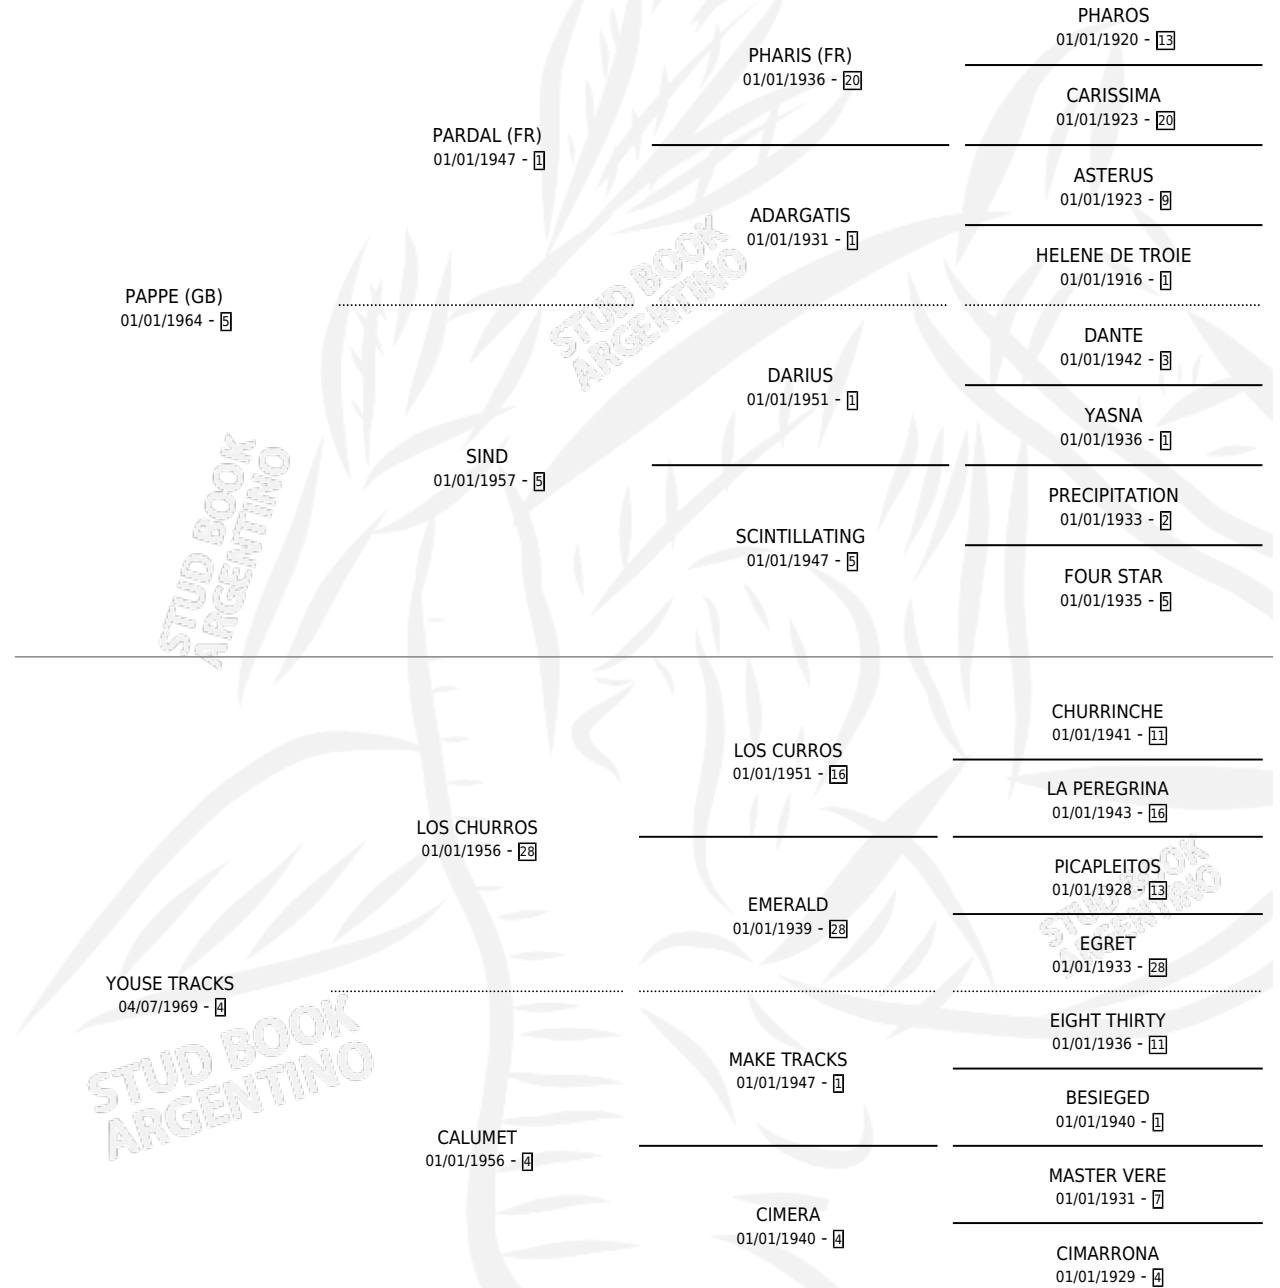 PHAROS
01/01/1920 - 13
PHARIS (FR)
01/01/1936 - 20
CARISSIMA
01/01/1923 - 20
PARDAL (FR)
01/01/1947 - 1
ASTERUS
01/01/1923 - 9
ADARGATIS
01/01/1931 - 1
HELENE DE TROIE
01/01/1916 - 1
PAPPE (GB)
01/01/1964 - 5
STUD BOOK
ARGENTINO
DANTE
01/01/1942 - 3
DARIUS
01/01/1951 - 1
YASNA
01/01/1936 - 1
SIND
01/01/1957 - 5
PRECIPITATION
01/01/1933 - 2
SCINTILLATING
01/01/1947 - 5
FOUR STAR
01/01/1935 - 5
STUD BOOK
ARGENTINO
CHURRINCHE
01/01/1941 - 11
LOS CURROS
01/01/1951 - 16
LA PEREGRINA
01/01/1943 - 16
LOS CHURROS
01/01/1956 - 28
PICAPLEITOS
01/01/1928 - 13
EMERALD
01/01/1939 - 28
EGRET
01/01/1933 - 28
STUD BOOK
ARGENTINO
YOUSE TRACKS
04/07/1969 - 4
EIGHT THIRTY
01/01/1936 - 11
MAKE TRACKS
01/01/1947 - 1
BESIEGED
01/01/1940 - 1
STUD BOOK
ARGENTINO
CALUMET
01/01/1956 - 4
MASTER VERE
01/01/1931 - 7
CIMERA
01/01/1940 - 4
CIMARRONA
01/01/1929 - 4